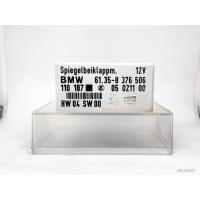 Spiegelbeiklappm. 12V
BMW 61.35-8 376 506
110 187 05 0211 00
HW 04 SW 00